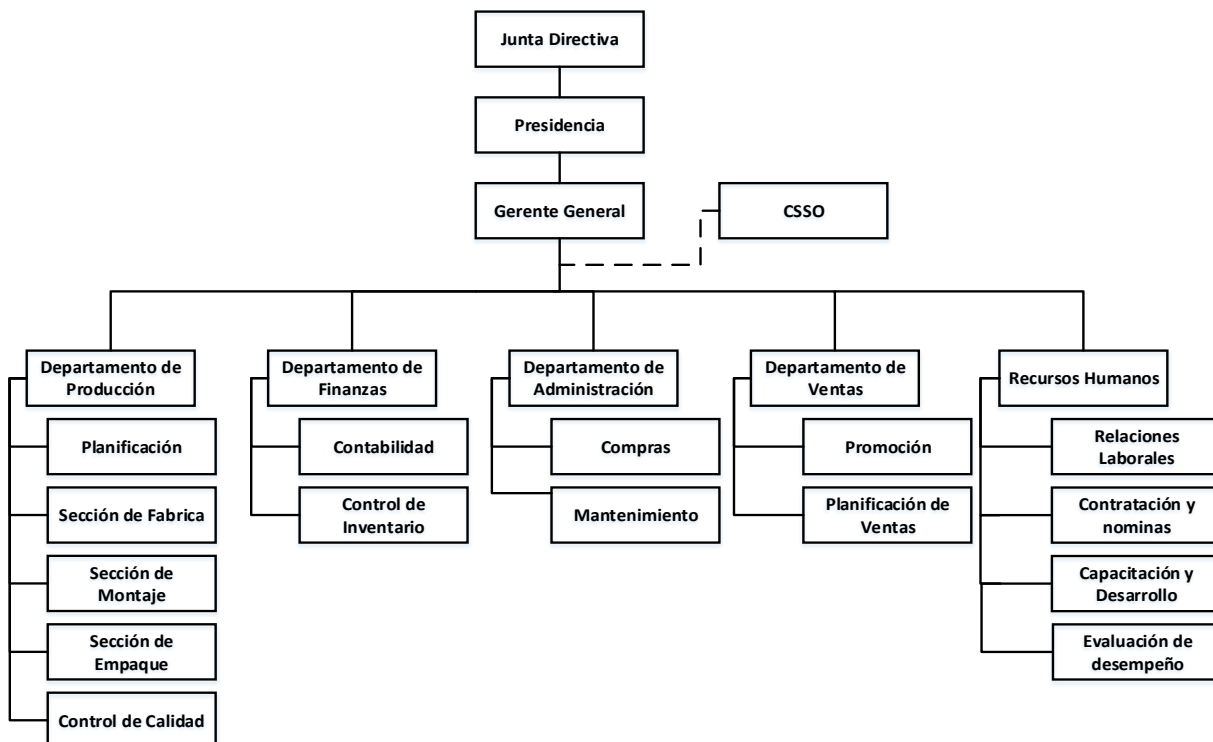 Junta Directiva
Presidencia
Gerente General
CSSO
Departamento de
Producción
Departamento de
Finanzas
Departamento de
Administración
Departamento de
Ventas
Recursos Humanos
Planificación
Contabilidad
Compras
Promoción
Relaciones
Laborales
Sección de Fabrica
Control de
Inventario
Mantenimiento
Planificación de
Ventas
Contratación y
nominas
Sección de
Montaje
Capacitación y
Desarrollo
Sección de
Empaque
Evaluación de
desempeño
Control de Calidad